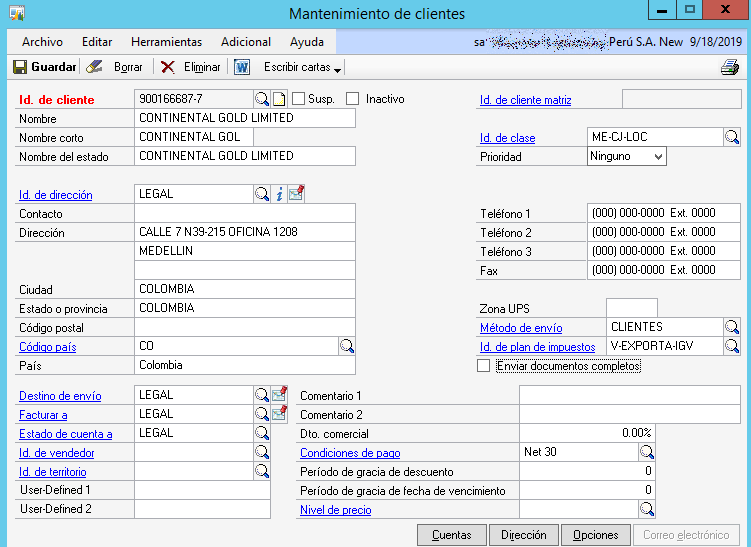 Mantenimiento de clientes
Archivo Editar Herramientas Adicional Ayuda Perú S.A. New 9/18/2019
Guardar Borrar Eliminar Escribir cartas
Id. de cliente 900166687-7 Susp. Inactivo Id. de cliente matriz
Nombre CONTINENTAL GOLD LIMITED
Nombre corto CONTINENTAL GOL Id. de clase ME-CJ-LOC
Nombre del estado CONTINENTAL GOLD LIMITED Prioridad Ninguno
Id. de dirección LEGAL
Contacto Teléfono 1 (000) 000-0000 Ext. 0000
Dirección CALLE 7 N39-215 OFICINA 1208 Teléfono 2 (000) 000-0000 Ext. 0000
MEDELLIN Teléfono 3 (000) 000-0000 Ext. 0000
Fax (000) 000-0000 Ext. 0000
Ciudad COLOMBIA
Estado o provincia COLOMBIA Zona UPS
Código postal Método de envío CLIENTES
Código país CO Id. de plan de impuestos V-EXPORTA-IGV
País Colombia Enviar documentos completos
Destino de envío LEGAL Comentario 1
Facturar a LEGAL Comentario 2
Estado de cuenta a LEGAL Dto. comercial 0.00%
Id. de vendedor Condiciones de pago Net 30
Id. de territorio Período de gracia de descuento 0
User-Defined 1 Período de gracia de fecha de vencimiento 0
User-Defined 2 Nivel de precio
Cuentas Dirección Opciones Correo electrónico